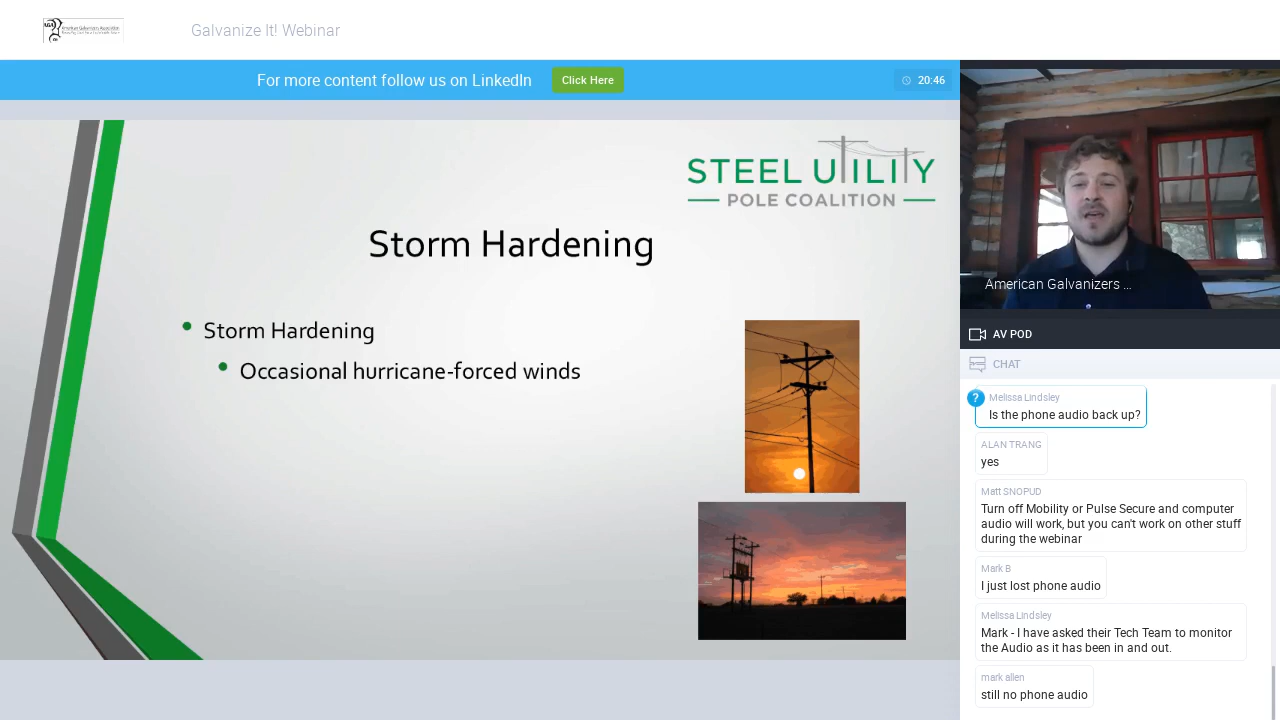 Galvanize It! Webinar
For more content follow us on LinkedIn
Click Here
20:46
STEEL UTILITY
POLE COALITION
Storm Hardening
Storm Hardening
Occasional hurricane-forced winds
American Galvanizers ...
AV POD
CHAT
?
Melissa Lindsley
Is the phone audio back up?
ALAN TRANG
yes
Matt SNOPUD
Turn off Mobility or Pulse Secure and computer
audio will work, but you can't work on other stuff
during the webinar
Mark B
I just lost phone audio
Melissa Lindsley
Mark - I have asked their Tech Team to monitor
the Audio as it has been in and out.
mark allen
still no phone audio